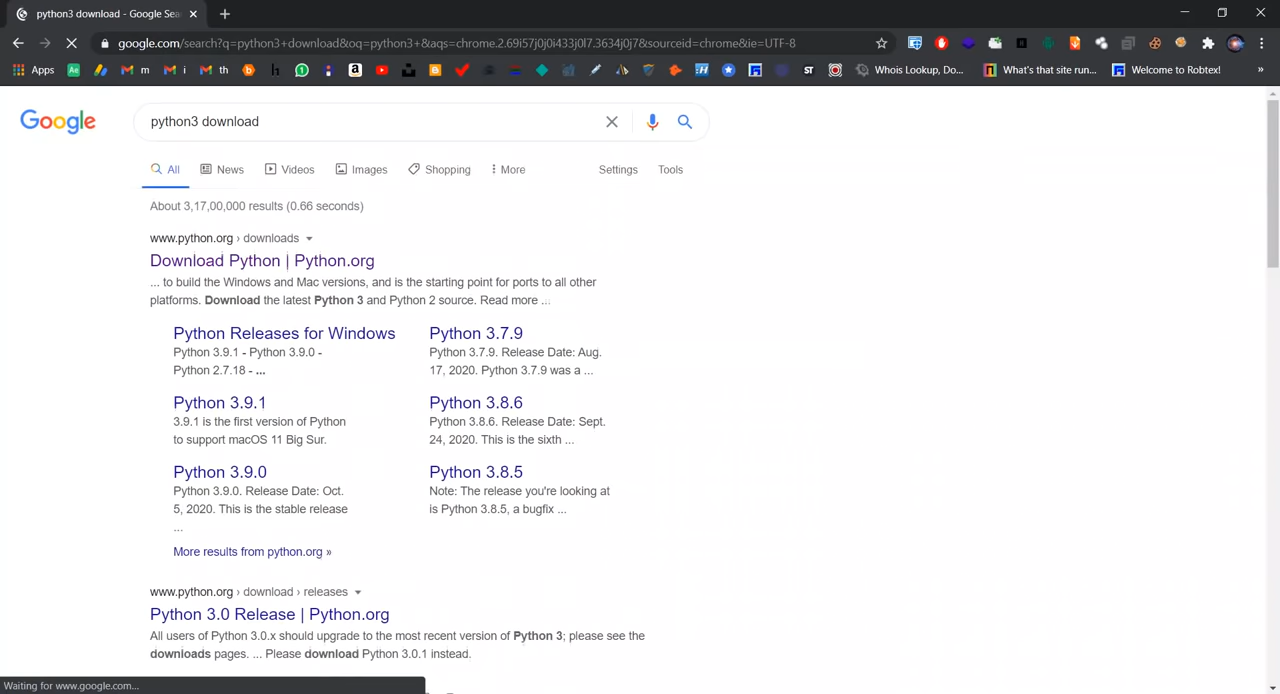 python3 download - Google Sea
google.com/search?q=python3+download&oq=python3+&aqs=chrome.2.69i57j0j0i433j0l7.3634j0j7&sourceid=chrome&ie=UTF-8
Apps
m
i
th
Whois Lookup, Do...
What's that site run...
Welcome to Robtex!
Google
python3 download
All
News
Videos
Images
Shopping
More
Settings
Tools
About 3,17,00,000 results (0.66 seconds)
www.python.org › downloads
Download Python | Python.org
... to build the Windows and Mac versions, and is the starting point for ports to all other
platforms. Download the latest Python 3 and Python 2 source. Read more ...
Python Releases for Windows
Python 3.9.1 - Python 3.9.0 -
Python 2.7.18 - ...
Python 3.7.9
Python 3.7.9. Release Date: Aug.
17, 2020. Python 3.7.9 was a ...
Python 3.9.1
3.9.1 is the first version of Python
to support macOS 11 Big Sur.
Python 3.8.6
Python 3.8.6. Release Date: Sept.
24, 2020. This is the sixth ...
Python 3.9.0
Python 3.9.0. Release Date: Oct.
5, 2020. This is the stable release
...
Python 3.8.5
Note: The release you're looking at
is Python 3.8.5, a bugfix ...
More results from python.org »
www.python.org › download › releases
Python 3.0 Release | Python.org
All users of Python 3.0.x should upgrade to the most recent version of Python 3; please see the
downloads pages. ... Please download Python 3.0.1 instead.
Waiting for www.google.com...